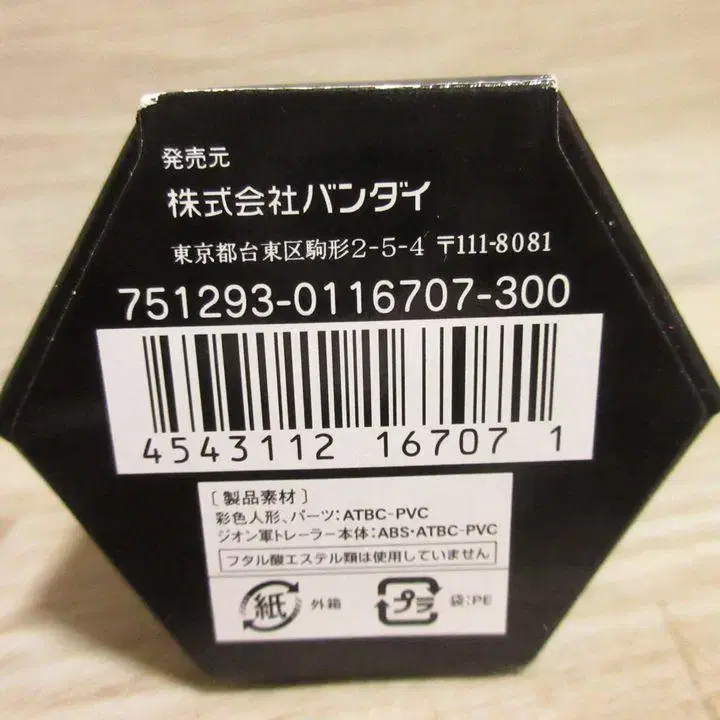 発売元
株式会社バンダイ
東京都台東区駒形2-5-4 〒111-8081
751293-0116707-300
4543112 16707 1
〔製品素材〕
彩色人形、パーツ:ATBC-PVC
ジオン軍トレーラー本体:ABS・ATBC-PVC
フタル酸エステル類は使用していません
紙 外箱 プラ 袋:PE